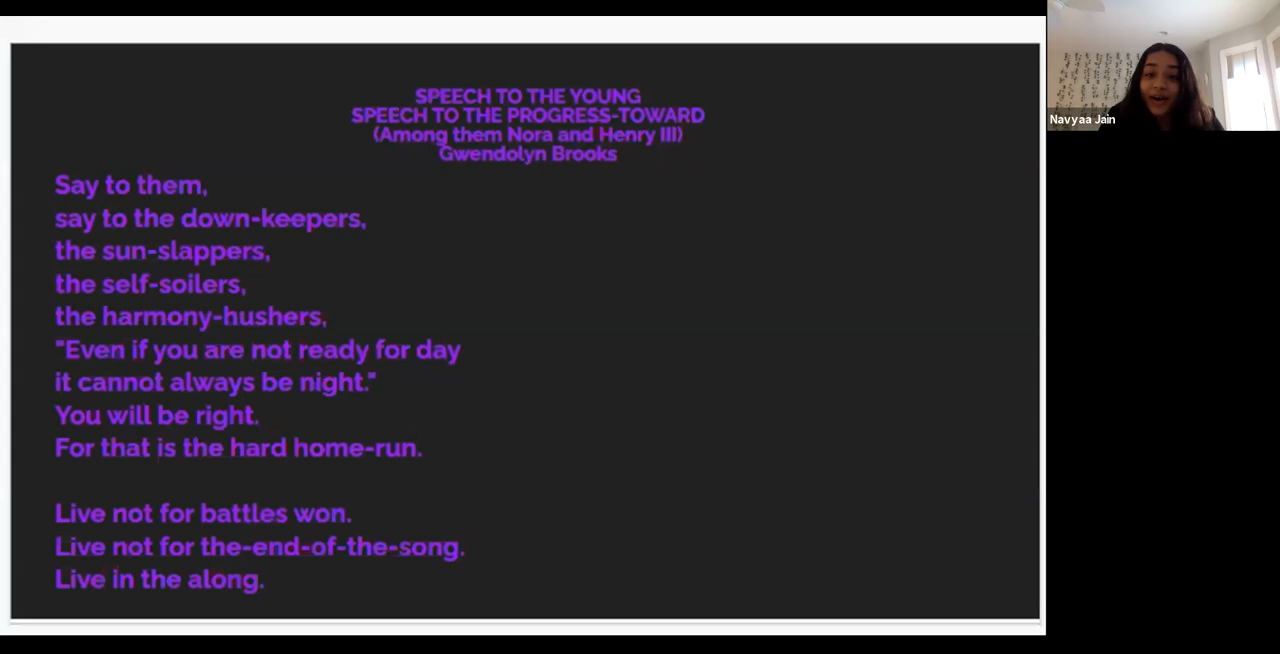 SPEECH TO THE YOUNG
SPEECH TO THE PROGRESS-TOWARD
(Among them Nora and Henry III)
Gwendolyn Brooks
Say to them,
say to the down-keepers,
the sun-slappers,
the self-soilers,
the harmony-hushers,
"Even if you are not ready for day
it cannot always be night."
You will be right.
For that is the hard home-run.
Live not for battles won.
Live not for the-end-of-the-song.
Live in the along.
Navyaa Jain